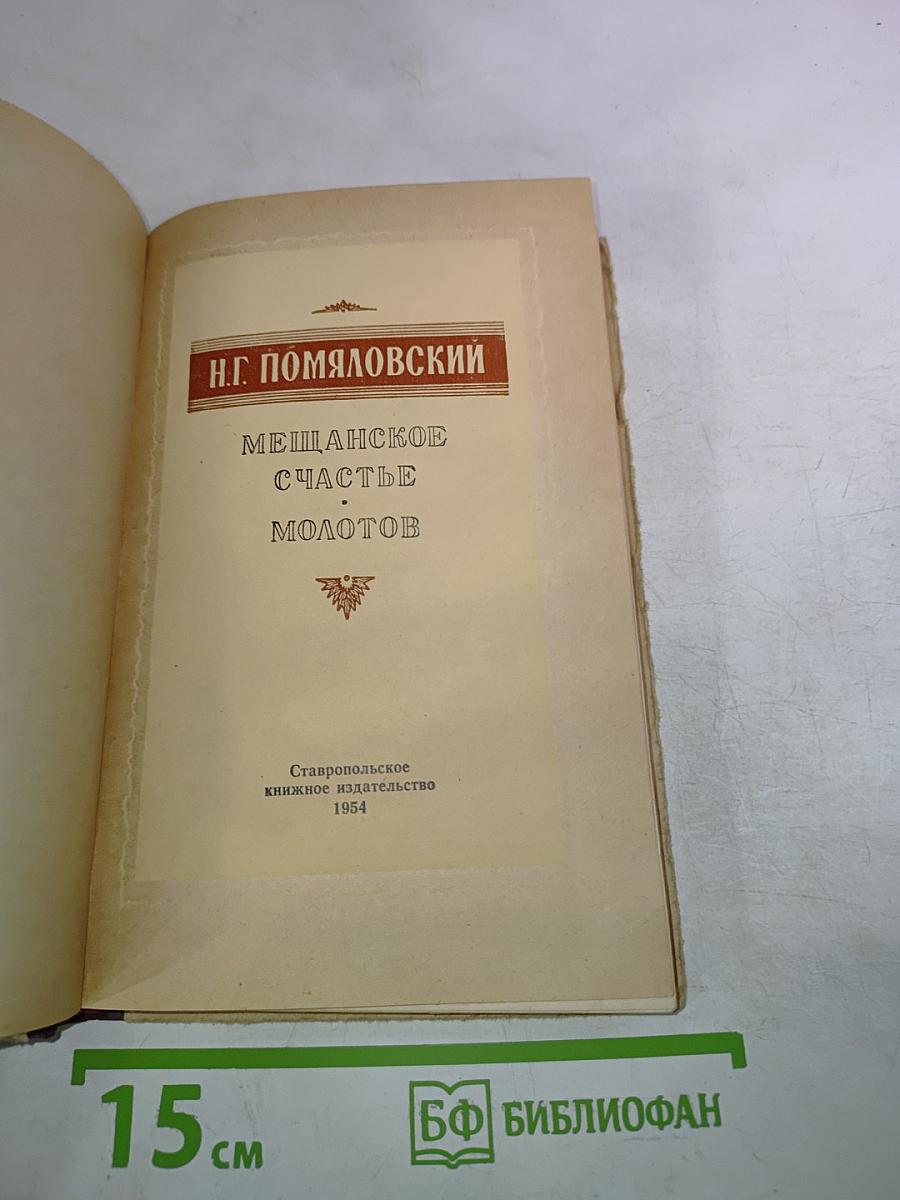 Н.Г. ПОМЯЛОВСКИЙ
МЕЩАНСКОЕ
СЧАСТЬЕ
•
МОЛОТОВ
Ставропольское
книжное издательство
1954
15 см
БФ БИБЛИОФАН